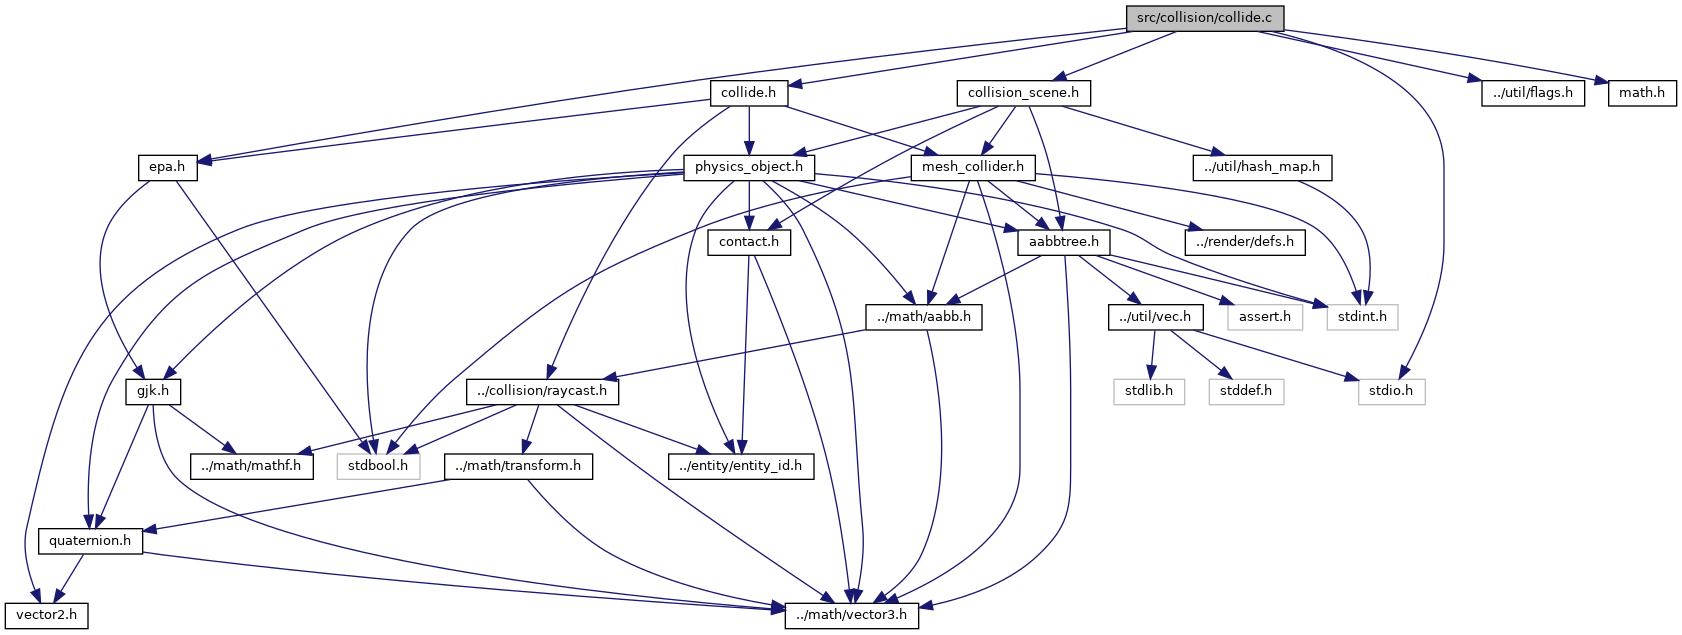 src/collision/collide.c
collide.h
collision_scene.h
../util/flags.h
math.h
epa.h
physics_object.h
mesh_collider.h
../util/hash_map.h
contact.h
aabbtree.h
../render/defs.h
../math/aabb.h
../util/vec.h
assert.h
stdint.h
gjk.h
../collision/raycast.h
stdlib.h
stddef.h
stdio.h
../math/mathf.h
stdbool.h
../math/transform.h
../entity/entity_id.h
quaternion.h
vector2.h
../math/vector3.h